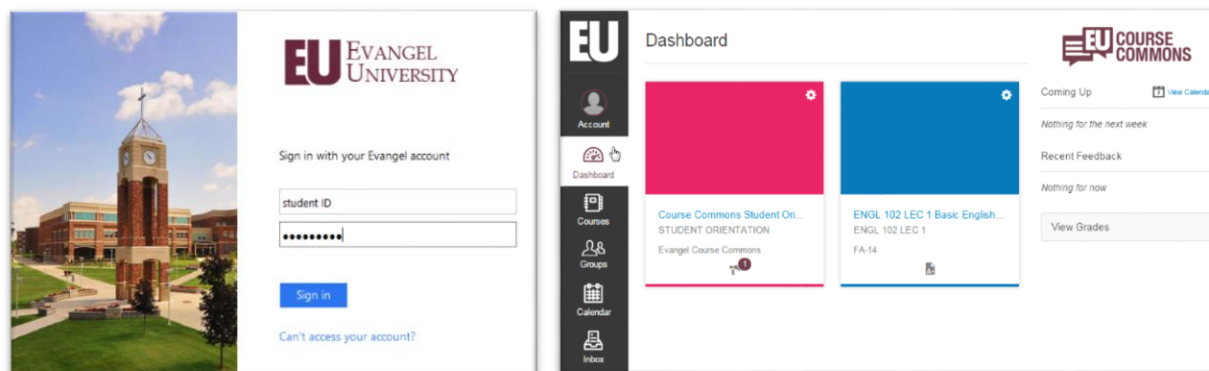 EU EVANGEL
UNIVERSITY
Sign in with your Evangel account
student ID
Sign in
Can't access your account?
EU
Account
Dashboard
Courses
Groups
Calendar
Inbox
Dashboard
Course Commons Student Ori...
STUDENT ORIENTATION
Evangel Course Commons
1
ENGL 102 LEC 1 Basic English...
ENGL 102 LEC 1
FA-14
EU COURSE
COMMONS
Coming Up
7 View Calenda
Nothing for the next week
Recent Feedback
Nothing for now
View Grades